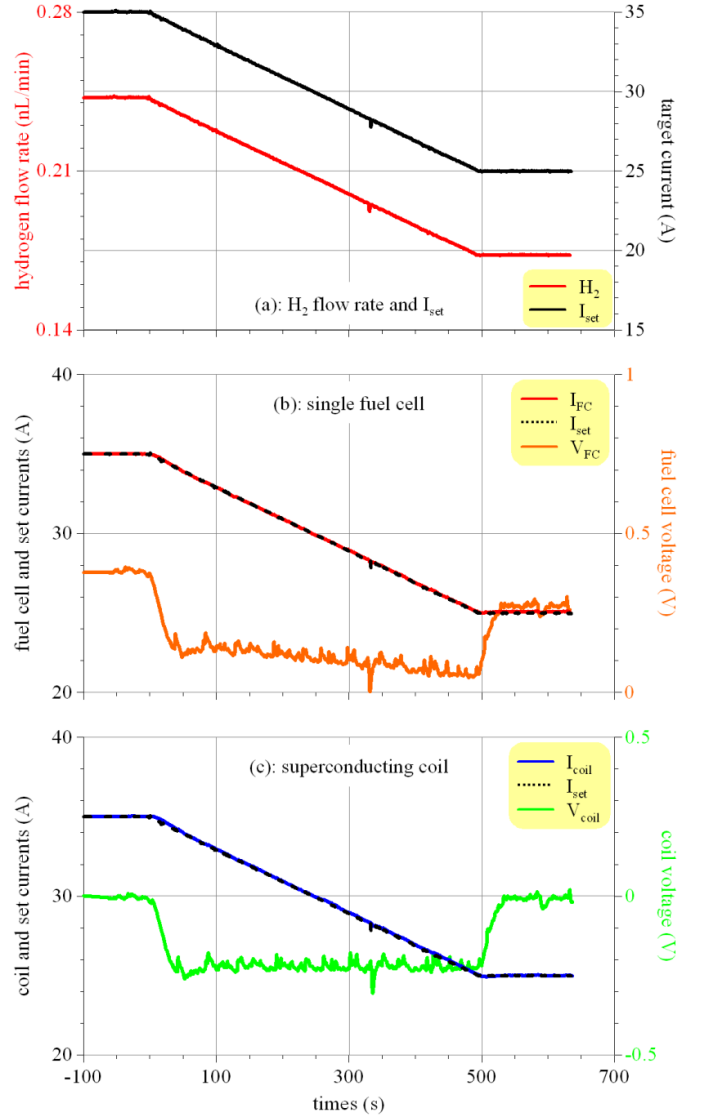 0.28
0.21
0.14
hydrogen flow rate (nL/min)
35
30
25
20
15
target current (A)
(a): H2 flow rate and Iset
H2
Iset
40
30
20
fuel cell and set currents (A)
1
0.5
0
fuel cell voltage (V)
(b): single fuel cell
IFC
Iset
VFC
40
30
20
coil and set currents (A)
0.5
0
-0.5
coil voltage (V)
(c): superconducting coil
Icoil
Iset
Vcoil
-100
100
300
500
700
times (s)